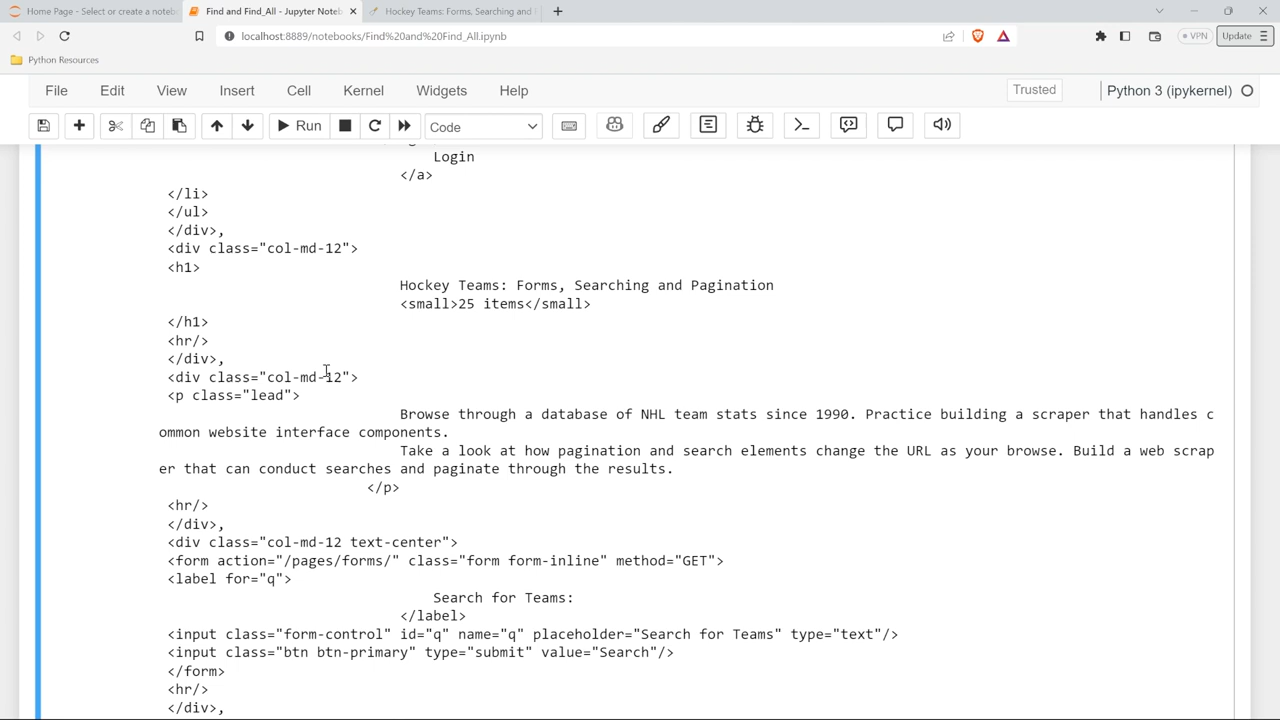 Home Page - Select or create a noteb
Find and Find_All - Jupyter Noteb
Hockey Teams: Forms, Searching and
localhost:8889/notebooks/Find%20and%20Find_All.ipynb
VPN
Update
Python Resources
File Edit View Insert Cell Kernel Widgets Help
Trusted
Python 3 (ipykernel)
Run
Code
Login
</a>
</li>
</ul>
</div>,
<div class="col-md-12">
<h1>
Hockey Teams: Forms, Searching and Pagination
<small>25 items</small>
</h1>
<hr/>
</div>,
<div class="col-md-12">
<p class="lead">
Browse through a database of NHL team stats since 1990. Practice building a scraper that handles c
ommon website interface components.
Take a look at how pagination and search elements change the URL as your browse. Build a web scrap
er that can conduct searches and paginate through the results.
</p>
<hr/>
</div>,
<div class="col-md-12 text-center">
<form action="/pages/forms/" class="form form-inline" method="GET">
<label for="q">
Search for Teams:
</label>
<input class="form-control" id="q" name="q" placeholder="Search for Teams" type="text"/>
<input class="btn btn-primary" type="submit" value="Search"/>
</form>
<hr/>
</div>,